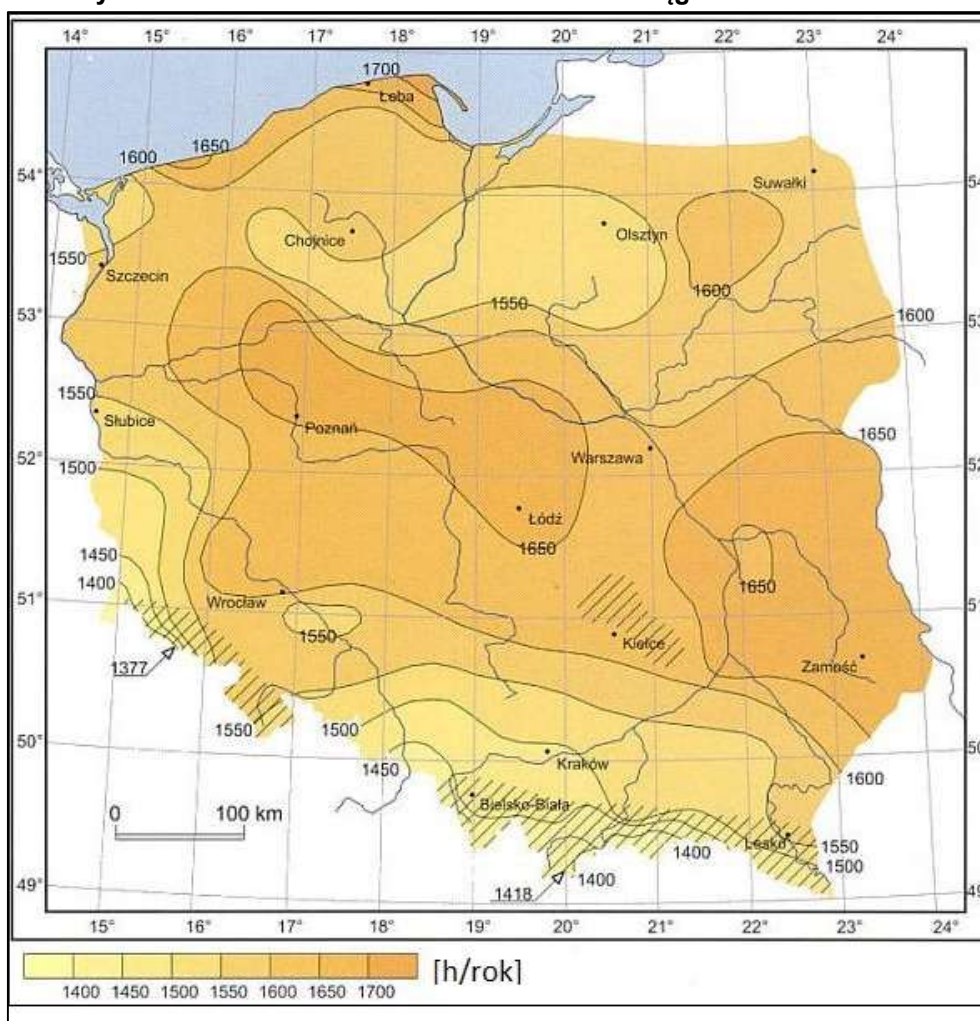 14° 15° 16° 17° 18° 19° 20° 21° 22° 23° 24°
1700
Łeba
1650
1600
54°
Suwałki
Chojnice
Olsztyn
1550
Szczecin
1600
1550
53°
1600
1550
Słubice
Poznań
1650
Warszawa
52°
1500
Łódź
1650
1450
1650
1400
51°
Wrocław
1550
Kielce
Zamość
1377
1550
1500
50°
Kraków
1450
1600
0 100 km
Bielsko-Biała
Lesko
1550
1400
1500
1400
1418
49°
15° 16° 17° 18° 19° 20° 21° 22° 23° 24°
[h/rok]
1400 1450 1500 1550 1600 1650 1700